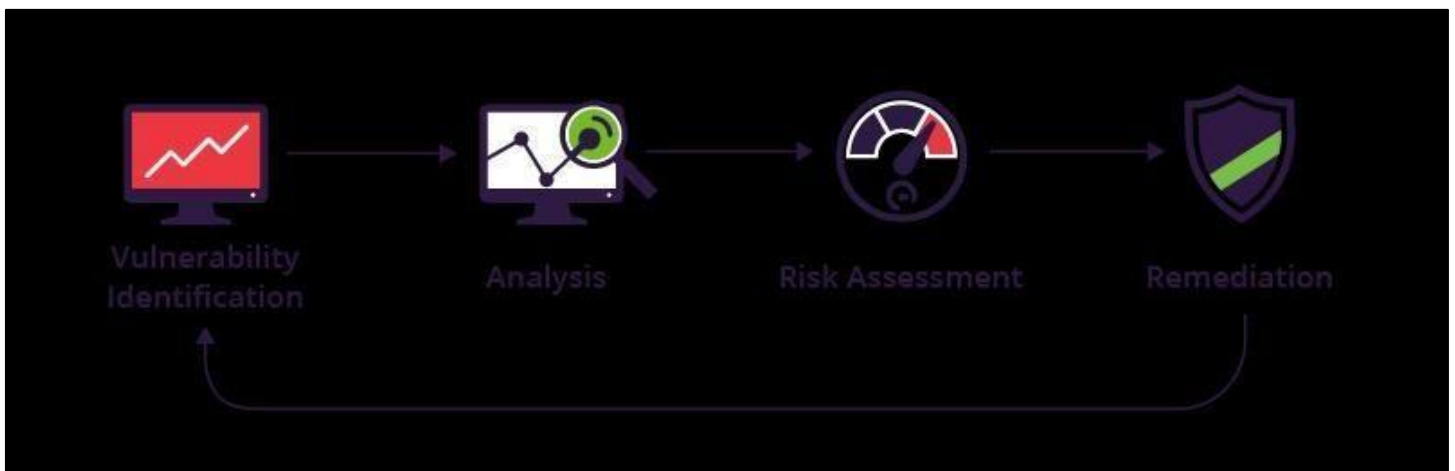 Vulnerability
Identification
Analysis
Risk Assessment
Remediation